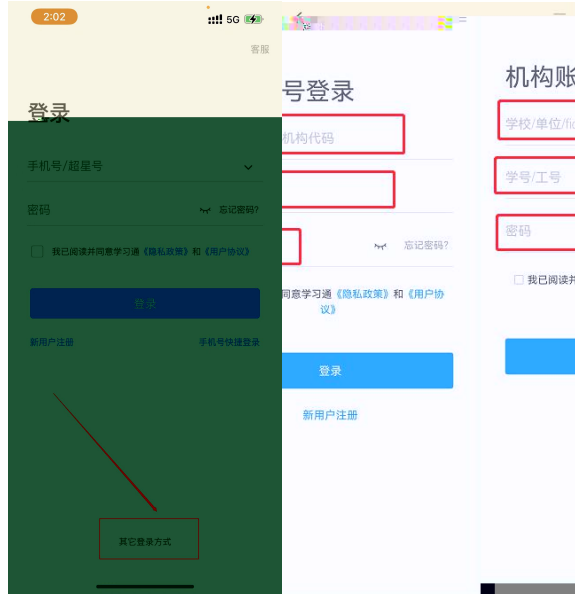 2:02
5G
客服
登录
手机号/超星号
密码
忘记密码?
我已阅读并同意学习通《隐私政策》和《用户协议》
登录
新用户注册
手机号快捷登录
其它登录方式
号登录
机构代码
忘记密码?
同意学习通《隐私政策》和《用户协
议》
登录
新用户注册
机构账
学校/单位/fid
学号/工号
密码
我已阅读并